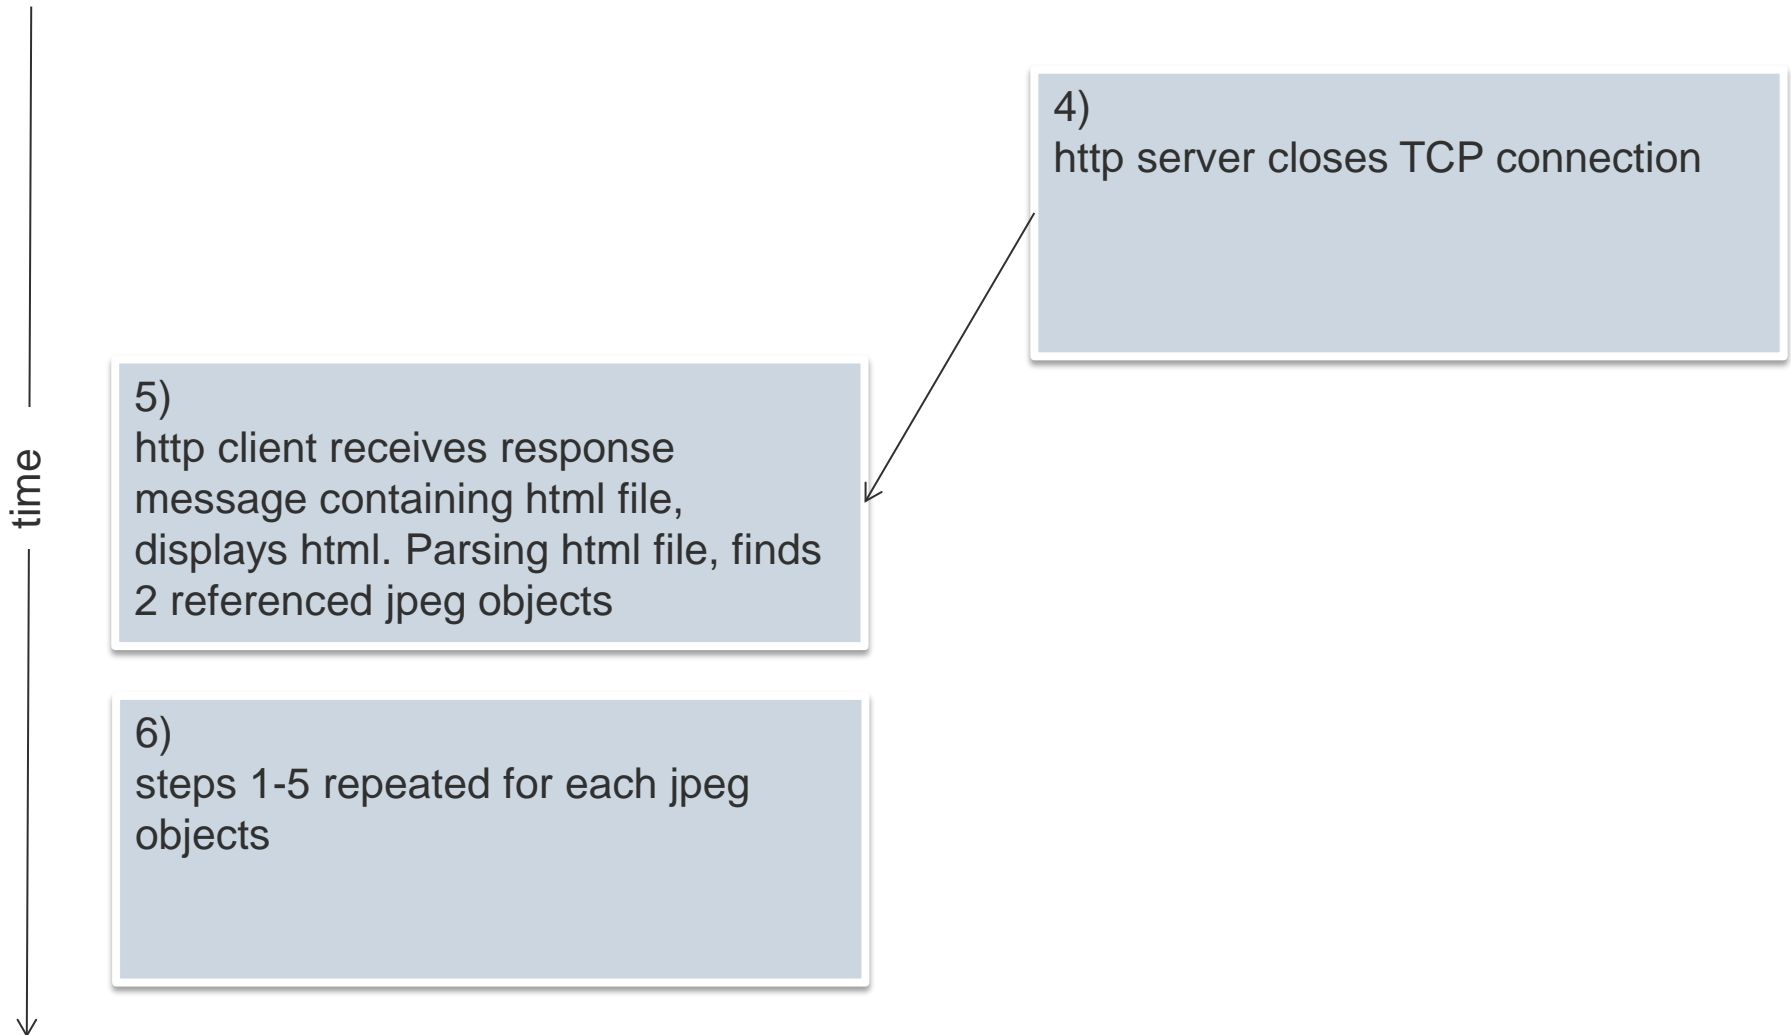 4)
http server closes TCP connection
time
5)
http client receives response
message containing html file,
displays html. Parsing html file, finds
2 referenced jpeg objects
6)
steps 1-5 repeated for each jpeg
objects